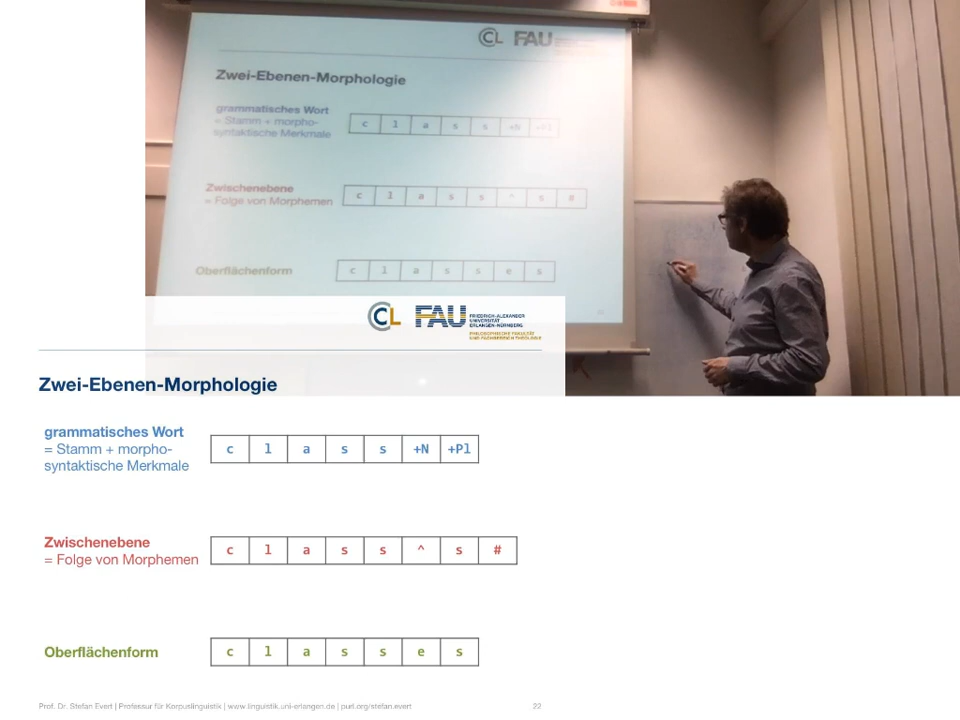 CL FAU
Zwei-Ebenen-Morphologie
grammatisches Wort
= Stamm + morpho-
syntaktische Merkmale
c l a s s +N +Pl
Zwischenebene
= Folge von Morphemen
c l a s s ^ s #
Oberflächenform
c l a s s e s
CL FAU FRIEDRICH-ALEXANDER
UNIVERSITÄT
ERLANGEN-NÜRNBERG
PHILOSOPHISCHE FAKULTÄT
UND FACHBEREICH THEOLOGIE
Zwei-Ebenen-Morphologie
grammatisches Wort
= Stamm + morpho-
syntaktische Merkmale
c l a s s +N +Pl
Zwischenebene
= Folge von Morphemen
c l a s s ^ s #
Oberflächenform
c l a s s e s
Prof. Dr. Stefan Evert | Professur für Korpuslinguistik | www.linguistik.uni-erlangen.de | purl.org/stefan.evert 22